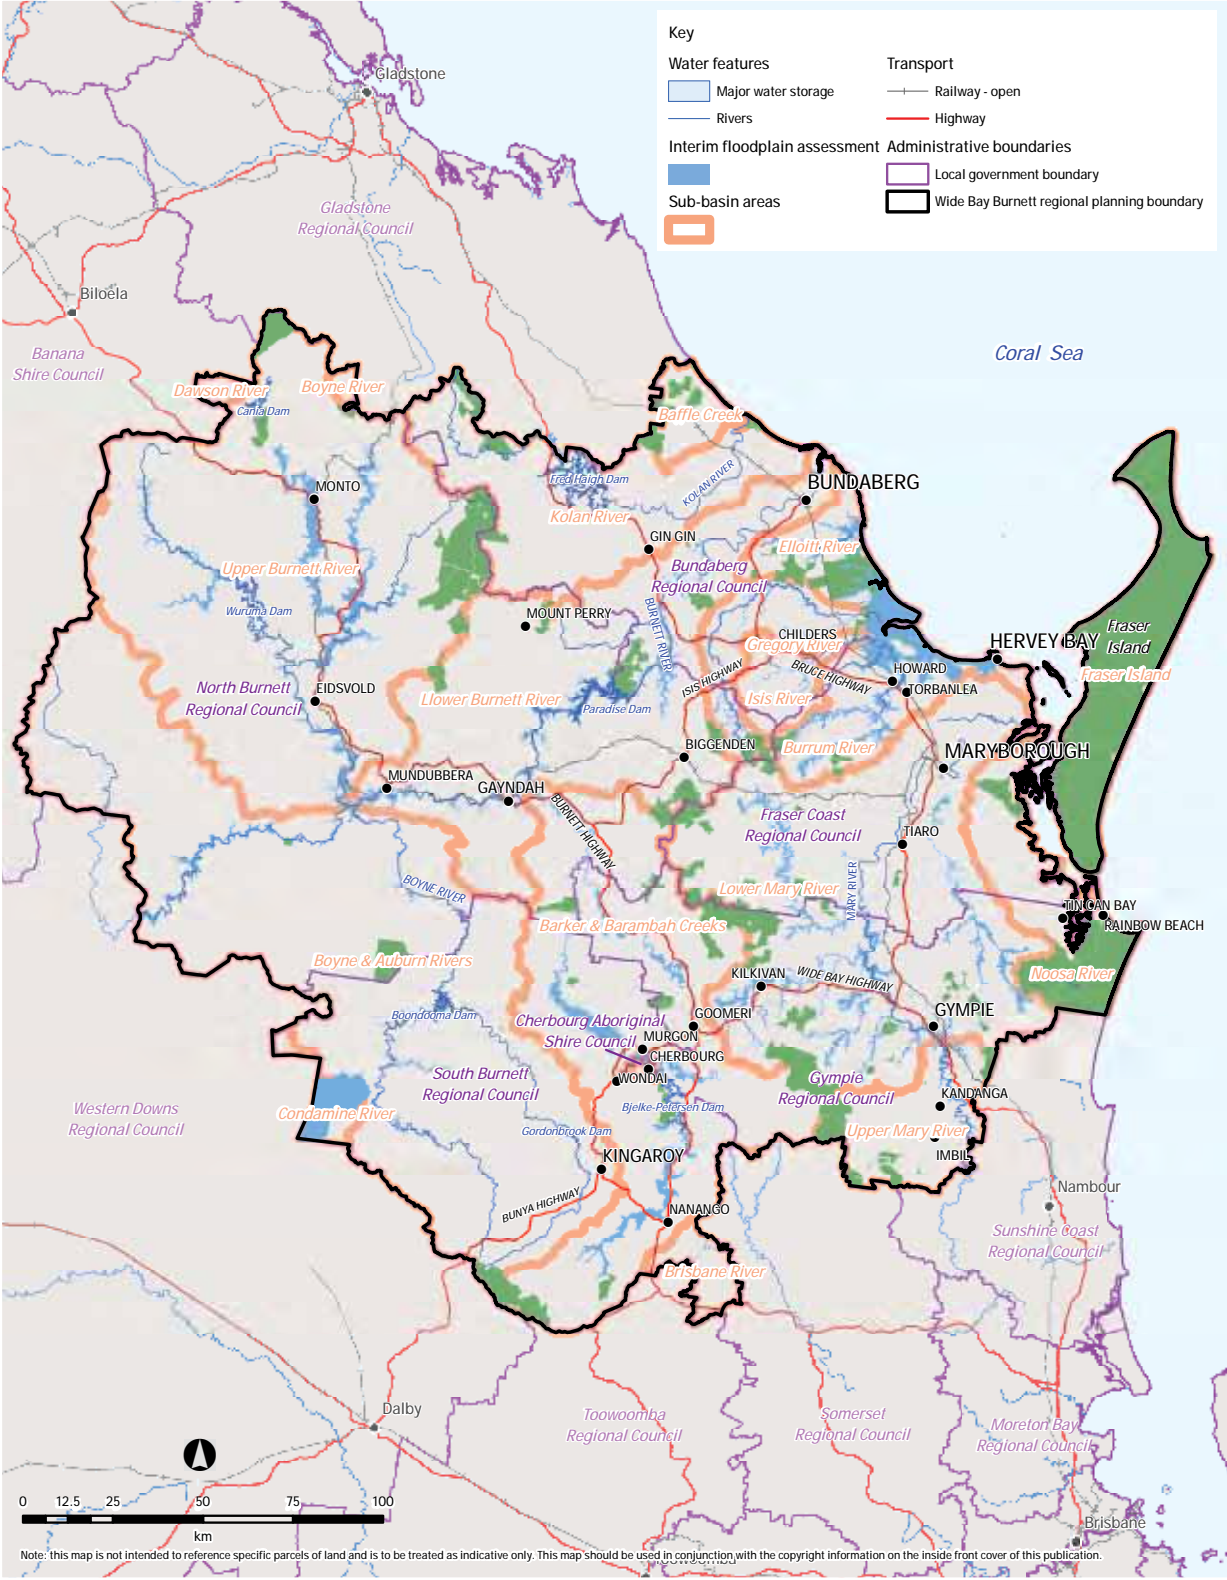 Key
Water features
Major water storage
Rivers
Interim floodplain assessment
Sub-basin areas
Transport
Railway - open
Highway
Administrative boundaries
Local government boundary
Wide Bay Burnett regional planning boundary
Gladstone
Gladstone
Regional Council
Biloela
Banana
Shire Council
Coral Sea
Dawson River
Boyne River
Cania Dam
Baffle Creek
Fred Haigh Dam
KOLAN RIVER
BUNDABERG
MONTO
Kolan River
GIN GIN
Elloitt River
Upper Burnett River
Bundaberg
Regional Council
Wuruma Dam
MOUNT PERRY
BURNETT RIVER
CHILDERS
Gregory River
HERVEY BAY
Fraser
Island
Fraser Island
ISIS HIGHWAY
BRUCE HIGHWAY
HOWARD
TORBANLEA
North Burnett
Regional Council
EIDSVOLD
Llower Burnett River
Paradise Dam
Isis River
BIGGENDEN
Burrum River
MARYBOROUGH
MUNDUBBERA
GAYNDAH
BURNETT HIGHWAY
Fraser Coast
Regional Council
TIARO
BOYNE RIVER
Lower Mary River
MARY RIVER
TIN CAN BAY
RAINBOW BEACH
Barker & Barambah Creeks
Boyne & Auburn Rivers
Noosa River
KILKIVAN
WIDE BAY HIGHWAY
Boondooma Dam
Cherbourg Aboriginal
Shire Council
GOOMERI
GYMPIE
MURGON
CHERBOURG
WONDAI
South Burnett
Regional Council
Gympie
Regional Council
KANDANGA
Western Downs
Regional Council
Condamine River
Bjelke-Petersen Dam
Gordonbrook Dam
Upper Mary River
IMBIL
KINGAROY
Nambour
BUNYA HIGHWAY
NANANGO
Sunshine Coast
Regional Council
Brisbane River
Dalby
Toowoomba
Regional Council
Somerset
Regional Council
Moreton Bay
Regional Council
0 12.5 25 50 75 100
km
Brisbane
Note: this map is not intended to reference specific parcels of land and is to be treated as indicative only. This map should be used in conjunction with the copyright information on the inside front cover of this publication.
Toowoomba